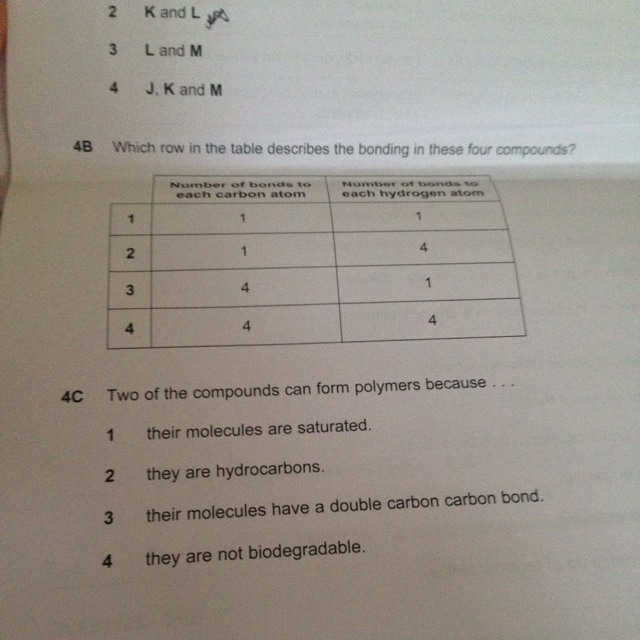 2 K and L
3 L and M
4 J, K and M
4B Which row in the table describes the bonding in these four compounds?
Number of bonds to each carbon atom Number of bonds to each hydrogen atom
1 1 1
2 1 4
3 4 1
4 4 4
4C Two of the compounds can form polymers because . . .
1 their molecules are saturated.
2 they are hydrocarbons.
3 their molecules have a double carbon carbon bond.
4 they are not biodegradable.